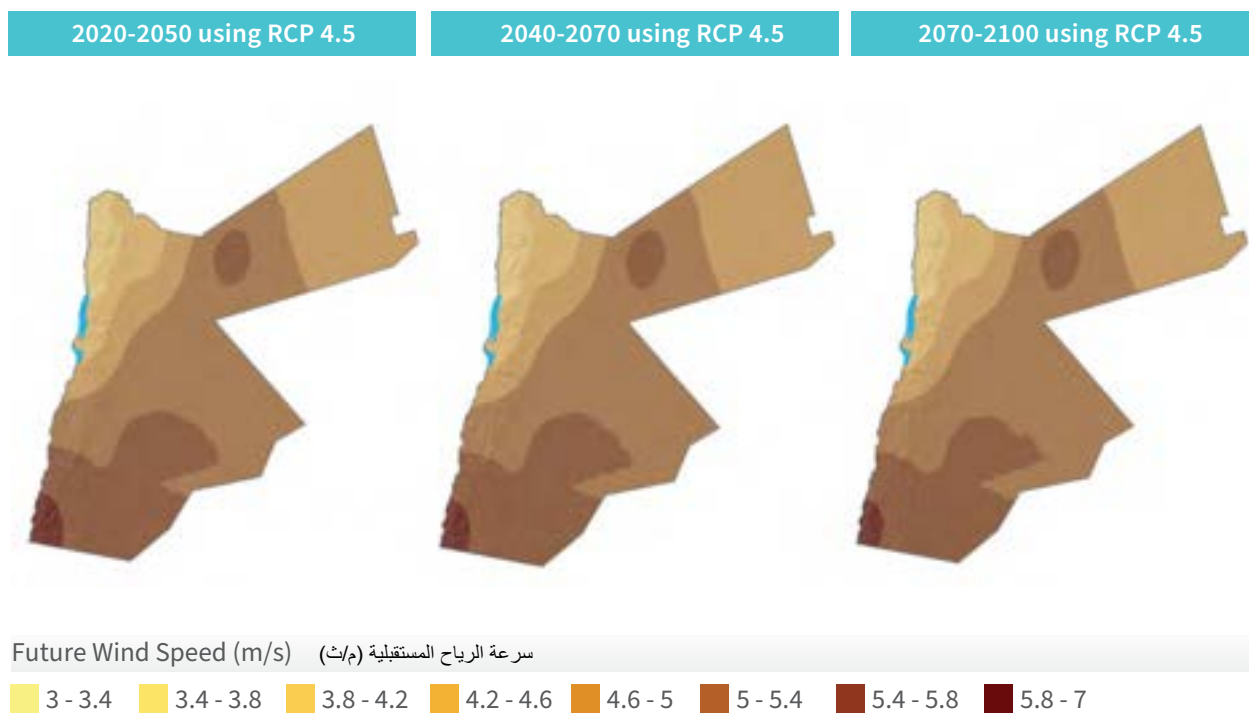 2020-2050 using RCP 4.5
2040-2070 using RCP 4.5
2070-2100 using RCP 4.5
Future Wind Speed (m/s) سرعة الرياح المستقبلية (م/ث)
3 - 3.4 3.4 - 3.8 3.8 - 4.2 4.2 - 4.6 4.6 - 5 5 - 5.4 5.4 - 5.8 5.8 - 7